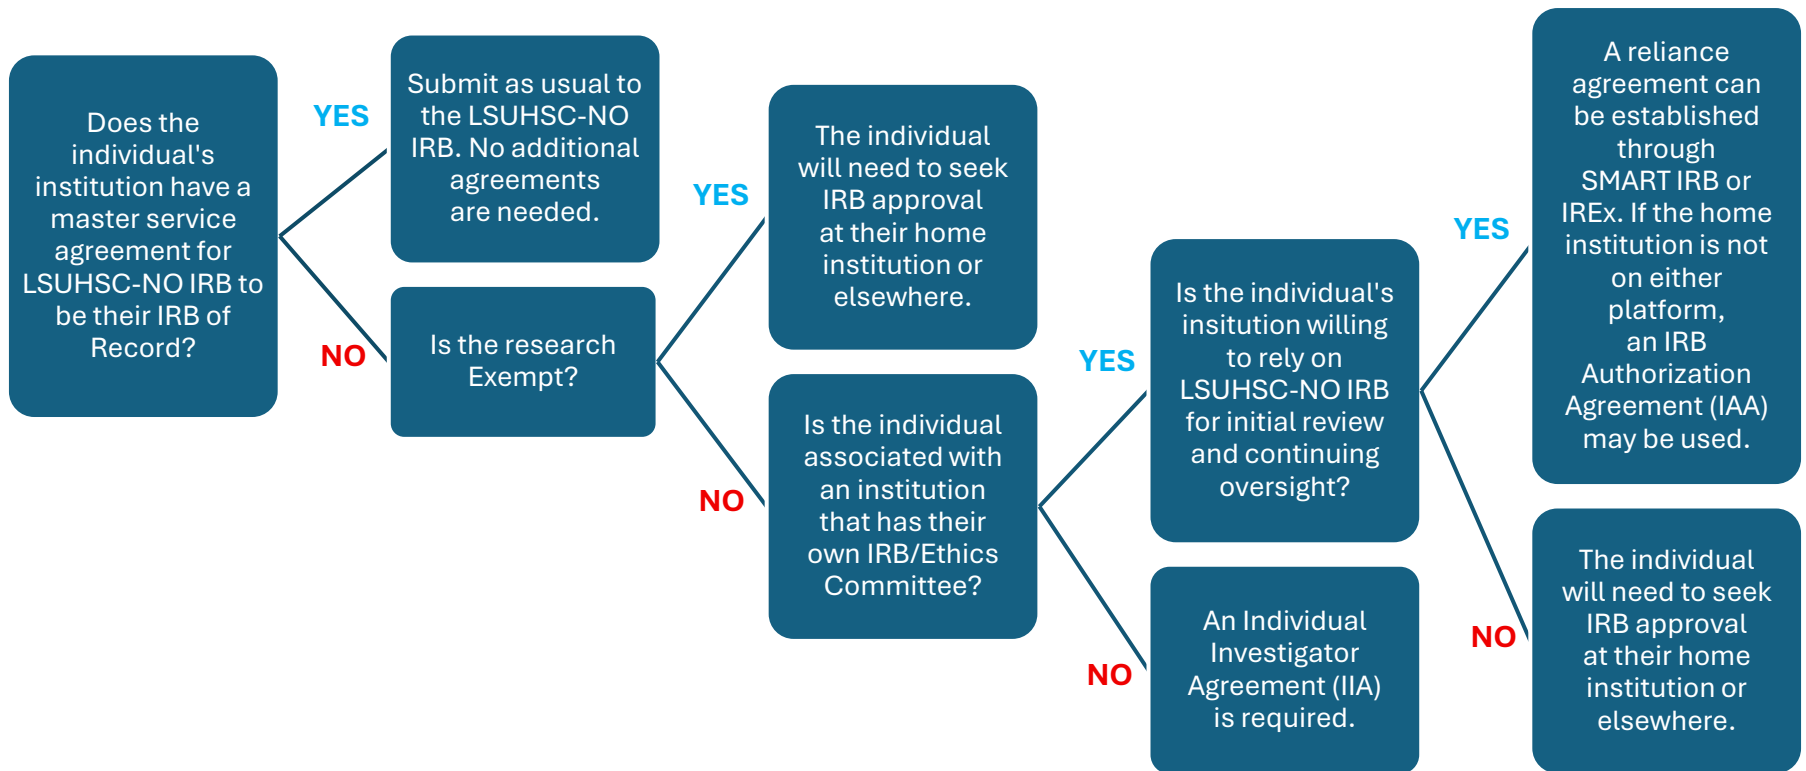 Does the
individual's
institution have a
master service
agreement for
LSUHSC-NO IRB to
be their IRB of
Record?
YES
Submit as usual to
the LSUHSC-NO
IRB. No additional
agreements
are needed.
NO
Is the research
Exempt?
YES
The individual
will need to seek
IRB approval
at their home
institution or
elsewhere.
NO
Is the individual
associated with
an institution
that has their
own IRB/Ethics
Committee?
YES
Is the individual's
insitution willing
to rely on
LSUHSC-NO IRB
for initial review
and continuing
oversight?
NO
An Individual
Investigator
Agreement (IIA)
is required.
YES
A reliance
agreement can
be established
through
SMART IRB or
IREx. If the home
institution is not
on either
platform,
an IRB
Authorization
Agreement (IAA)
may be used.
NO
The individual
will need to seek
IRB approval
at their home
institution or
elsewhere.